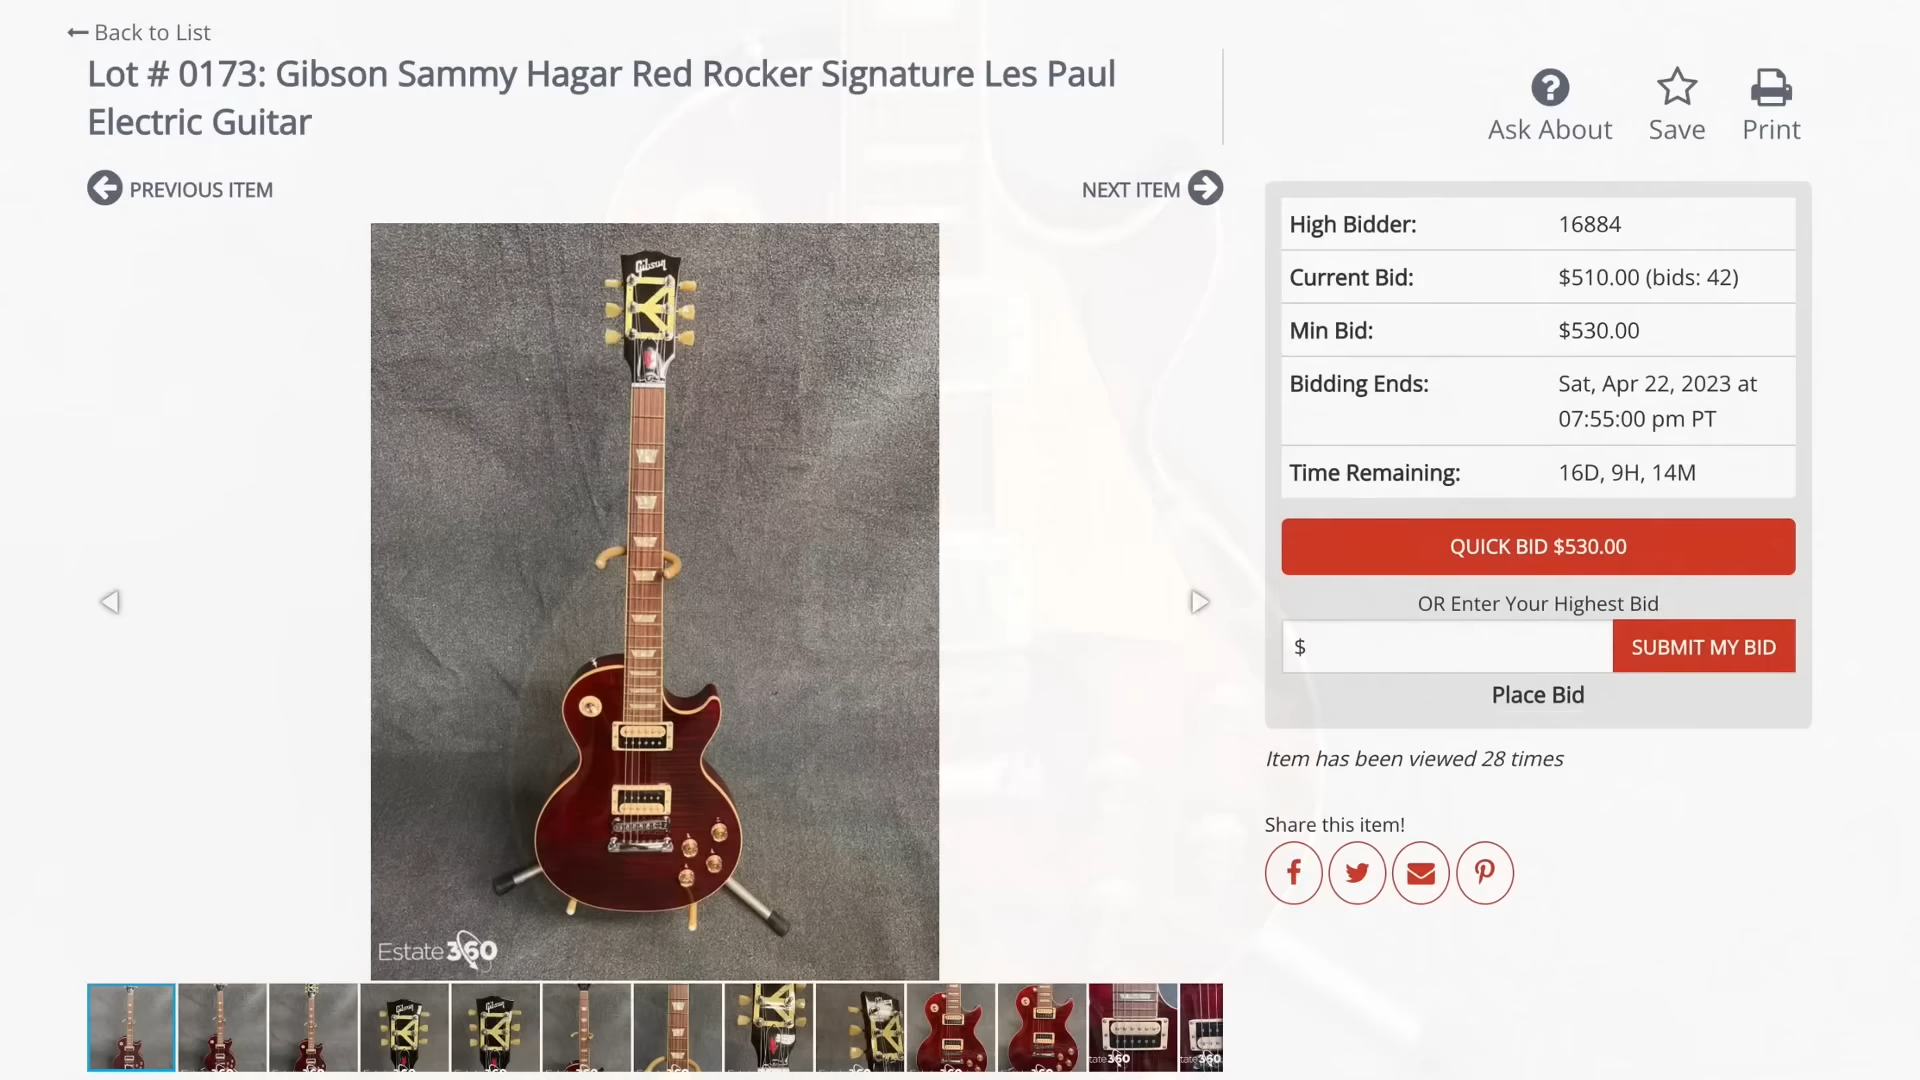 Back to List
Lot # 0173: Gibson Sammy Hagar Red Rocker Signature Les Paul
Electric Guitar
Ask About
Save
Print
PREVIOUS ITEM
NEXT ITEM
High Bidder: 16884
Current Bid: $510.00 (bids: 42)
Min Bid: $530.00
Bidding Ends: Sat, Apr 22, 2023 at
07:55:00 pm PT
Time Remaining: 16D, 9H, 14M
QUICK BID $530.00
OR Enter Your Highest Bid
$
SUBMIT MY BID
Place Bid
Item has been viewed 28 times
Share this item!
Gibson
Estate 360
tate360
tate360